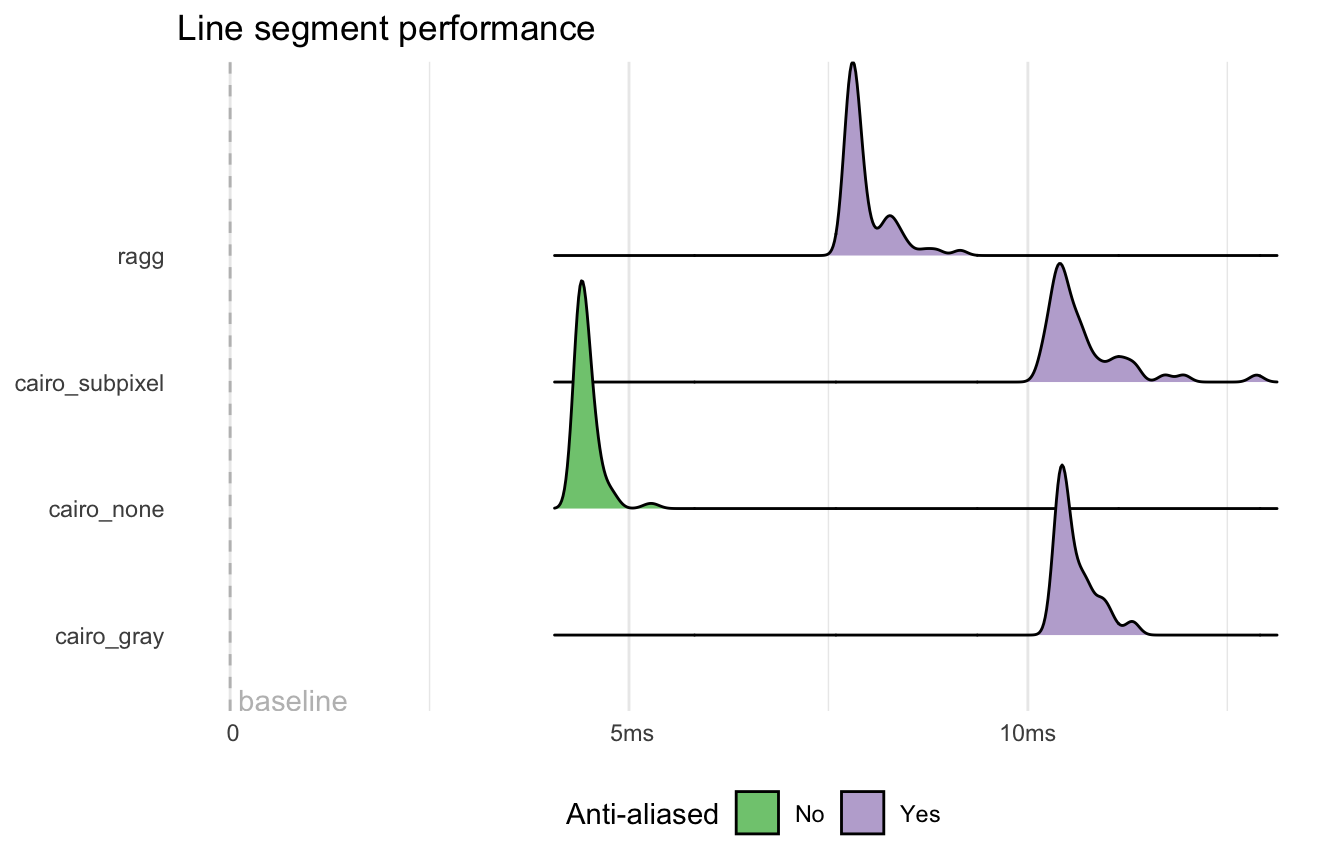 Line segment performance
ragg
cairo_subpixel
cairo_none
cairo_gray
baseline
0 5ms 10ms
Anti-aliased No Yes